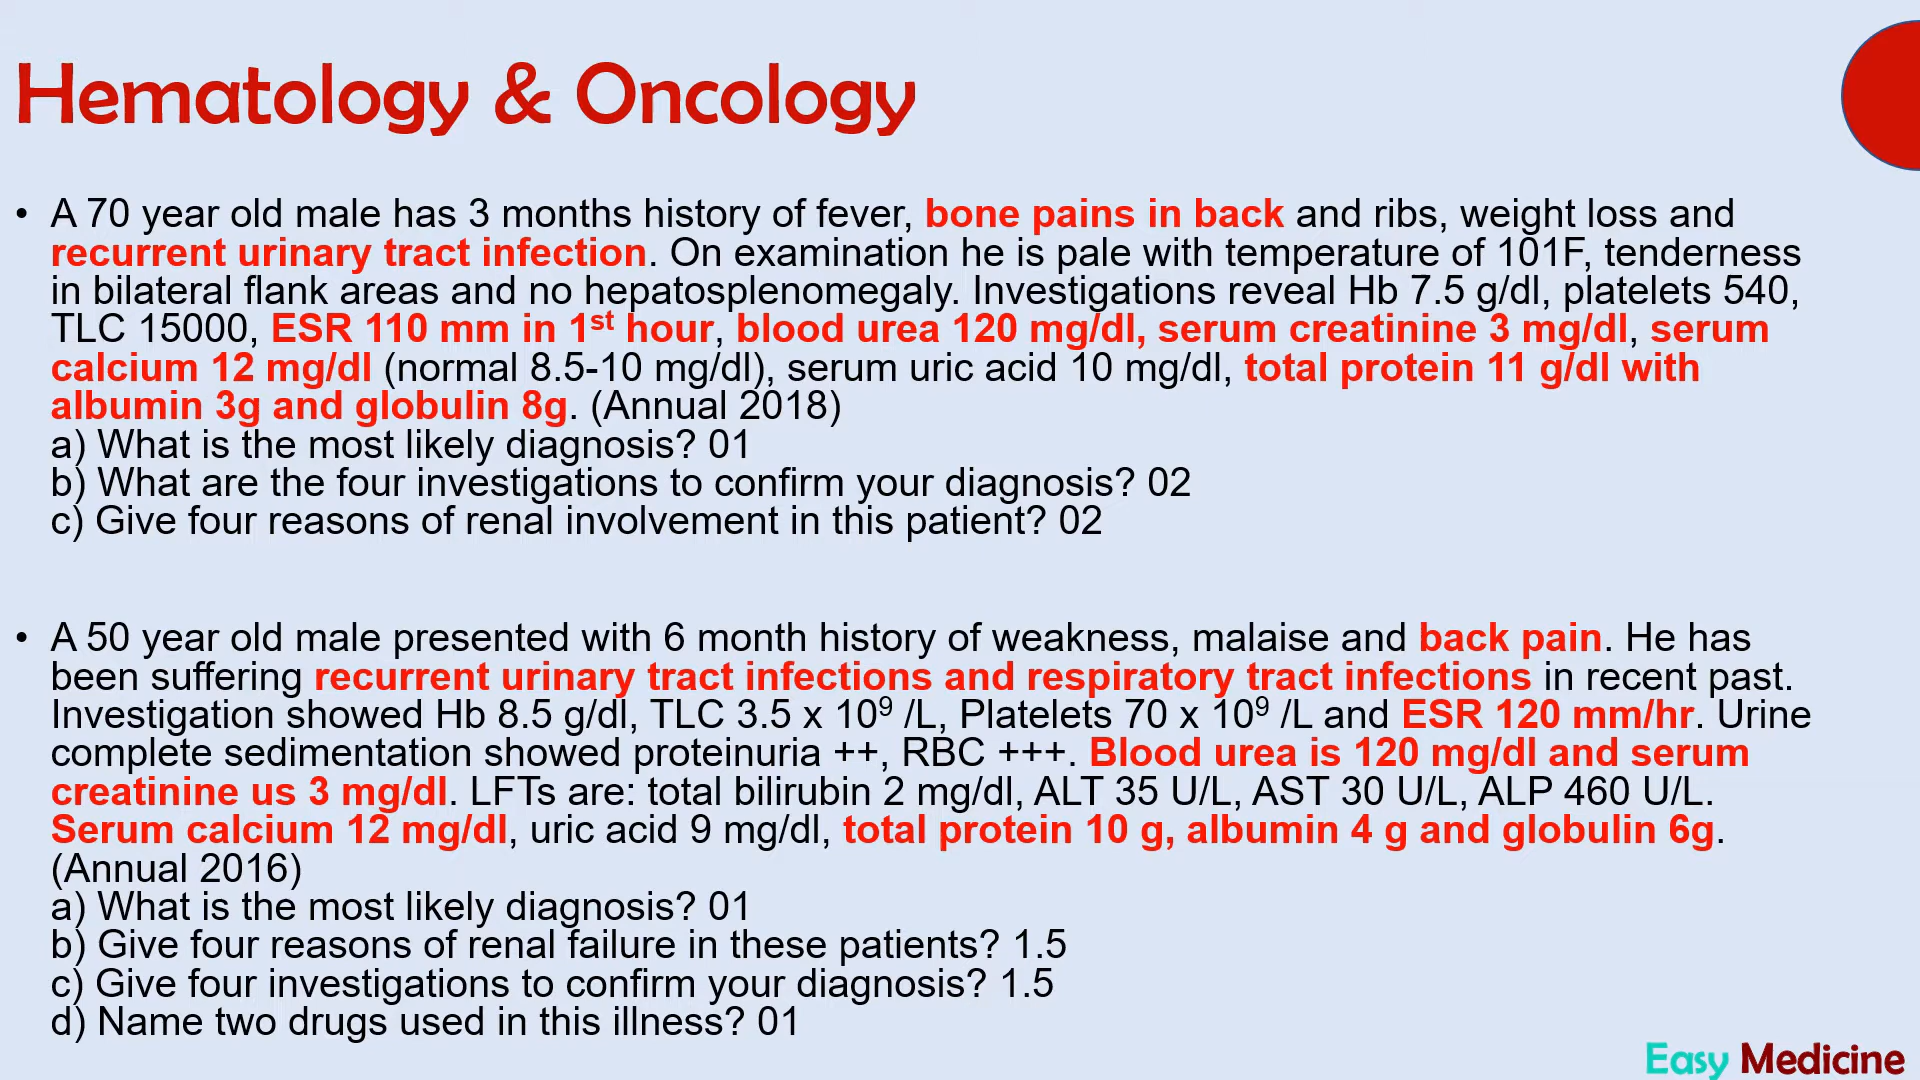 Hematology & Oncology
• A 70 year old male has 3 months history of fever, bone pains in back and ribs, weight loss and
recurrent urinary tract infection. On examination he is pale with temperature of 101F, tenderness
in bilateral flank areas and no hepatosplenomegaly. Investigations reveal Hb 7.5 g/dl, platelets 540,
TLC 15000, ESR 110 mm in 1st hour, blood urea 120 mg/dl, serum creatinine 3 mg/dl, serum
calcium 12 mg/dl (normal 8.5-10 mg/dl), serum uric acid 10 mg/dl, total protein 11 g/dl with
albumin 3g and globulin 8g. (Annual 2018)
a) What is the most likely diagnosis? 01
b) What are the four investigations to confirm your diagnosis? 02
c) Give four reasons of renal involvement in this patient? 02
• A 50 year old male presented with 6 month history of weakness, malaise and back pain. He has
been suffering recurrent urinary tract infections and respiratory tract infections in recent past.
Investigation showed Hb 8.5 g/dl, TLC 3.5 x 10⁹ /L, Platelets 70 x 10⁹ /L and ESR 120 mm/hr. Urine
complete sedimentation showed proteinuria ++, RBC +++. Blood urea is 120 mg/dl and serum
creatinine us 3 mg/dl. LFTs are: total bilirubin 2 mg/dl, ALT 35 U/L, AST 30 U/L, ALP 460 U/L.
Serum calcium 12 mg/dl, uric acid 9 mg/dl, total protein 10 g, albumin 4 g and globulin 6g.
(Annual 2016)
a) What is the most likely diagnosis? 01
b) Give four reasons of renal failure in these patients? 1.5
c) Give four investigations to confirm your diagnosis? 1.5
d) Name two drugs used in this illness? 01
Easy Medicine